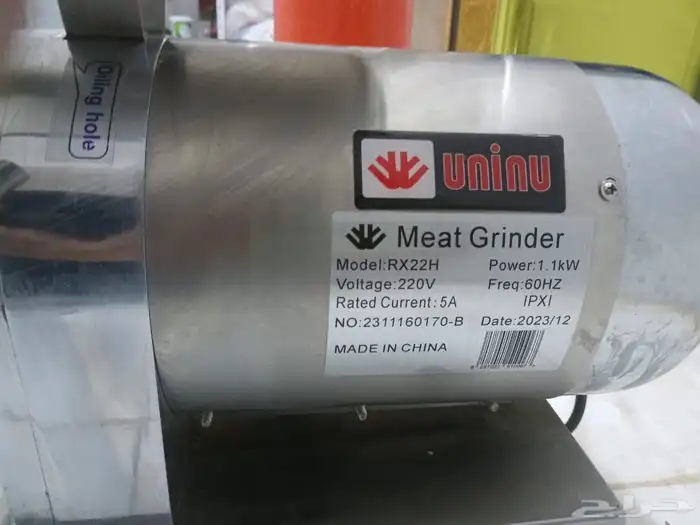 Oiling hole
uninu
Meat Grinder
Model:RX22H Power:1.1kW
Voltage:220V Freq:60HZ
Rated Current:5A IPXI
NO:2311160170-B Date:2023/12
MADE IN CHINA
حراج